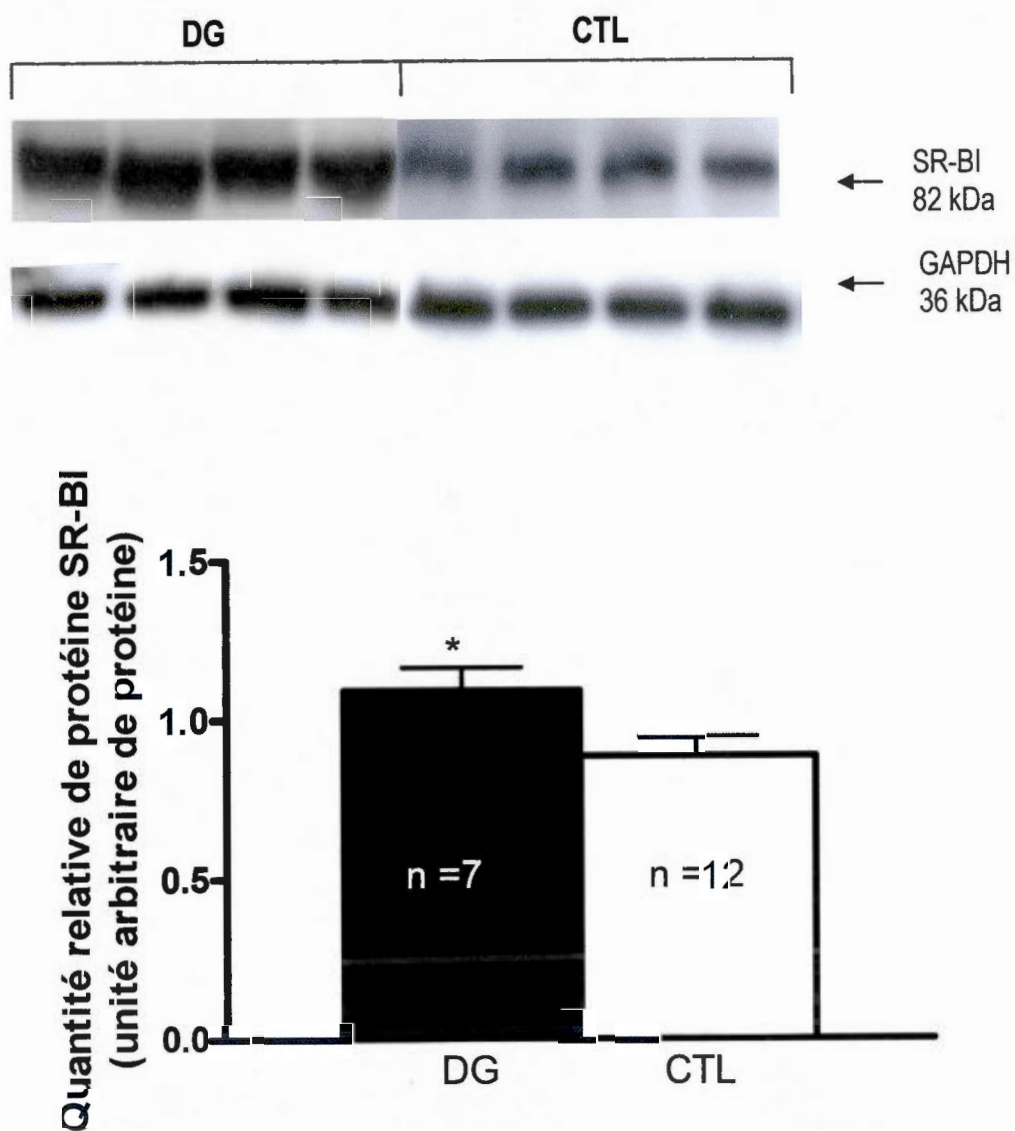 DG
CTL
SR-BI
82 kDa
GAPDH
36 kDa
Quantité relative de protéine SR-BI
(unité arbitraire de protéine)
1.5
1.0
0.5
0.0
*
n =7
n =12
DG
CTL